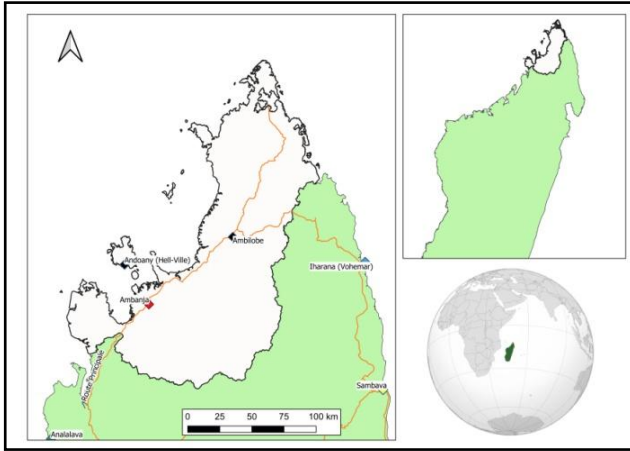 Ambilobe
Andoany (Hell-Ville)
Iharana (Vohemar)
Ambanja
Route Principale
Sambava
0 25 50 75 100 km
Analalava